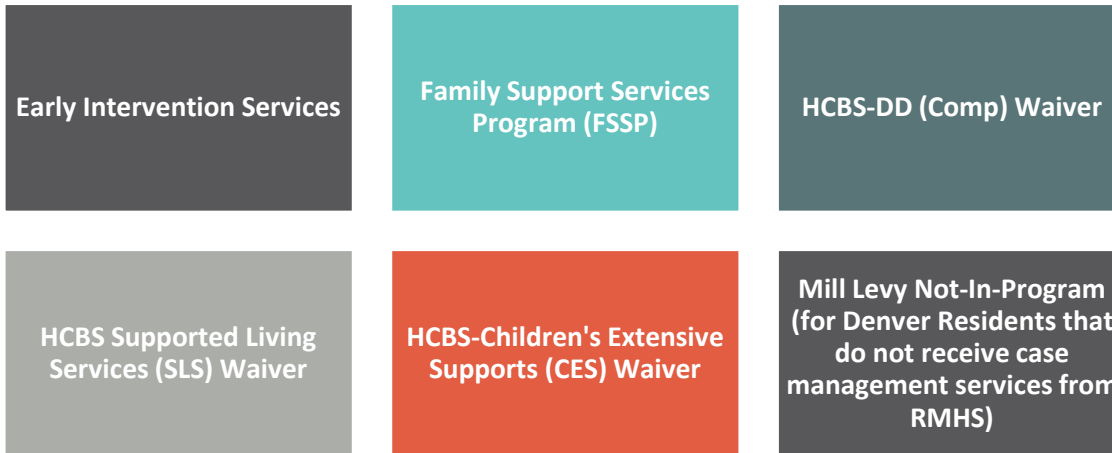 Early Intervention Services
Family Support Services
Program (FSSP)
HCBS-DD (Comp) Waiver
HCBS Supported Living
Services (SLS) Waiver
HCBS-Children's Extensive
Supports (CES) Waiver
Mill Levy Not-In-Program
(for Denver Residents that
do not receive case
management services from
RMHS)